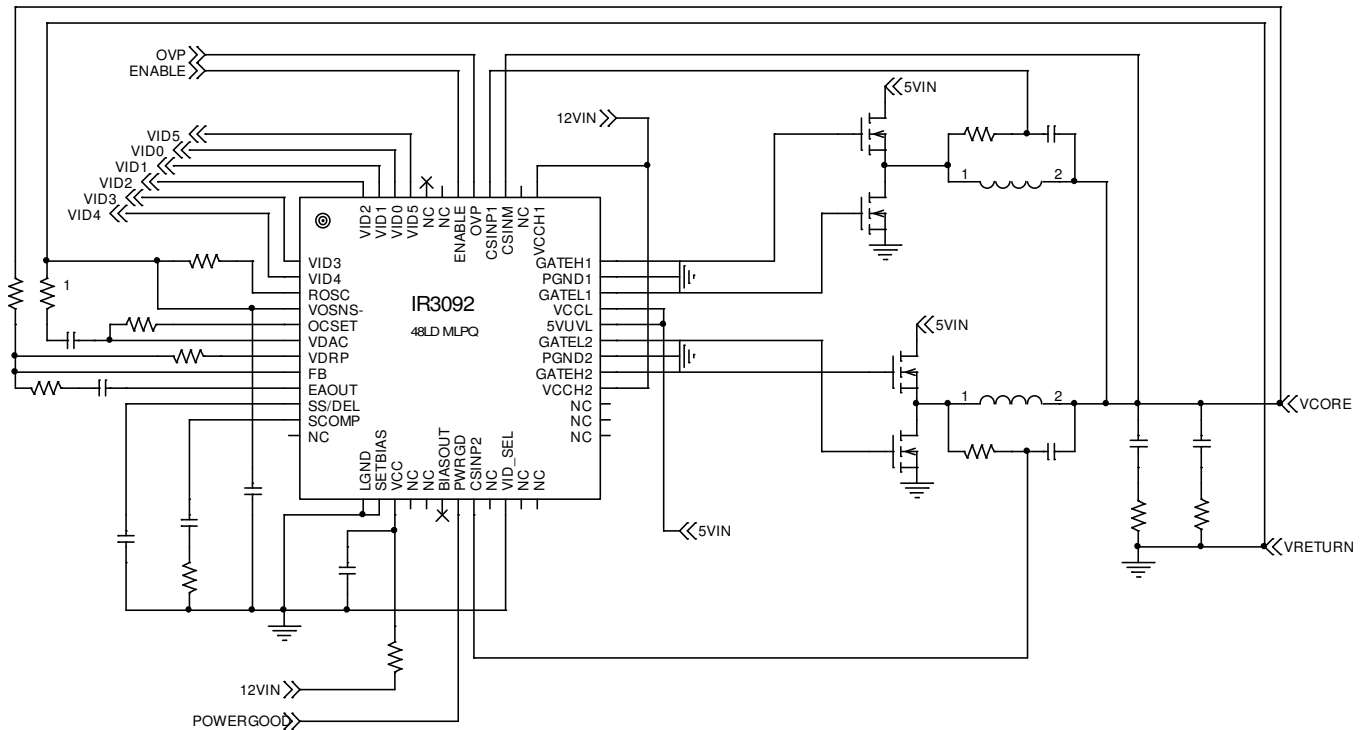 OVP
ENABLE
5VIN
12VIN
VID5
VID0
VID1
VID2
VID3
VID4
VID2
VID1
VID0
VID5
NC
NC
ENABLE
OVP
CSINP1
CSINM
NC
VCCH1
1
2
VID3
VID4
ROSC
VOSNS-
OCSET
VDAC
VDRP
FB
EAOUT
SS/DEL
SCOMP
NC
1
IR3092
48LD MLPQ
GATEH1
PGND1
GATEL1
VCCL
5VUVL
GATEL2
PGND2
GATEH2
VCCH2
NC
NC
NC
5VIN
1
2
VCORE
LGND
SETBIAS
VCC
NC
NC
BIASOUT
PWRGD
CSINP2
NC
VID_SEL
NC
NC
5VIN
VRETURN
12VIN
POWERGOOD